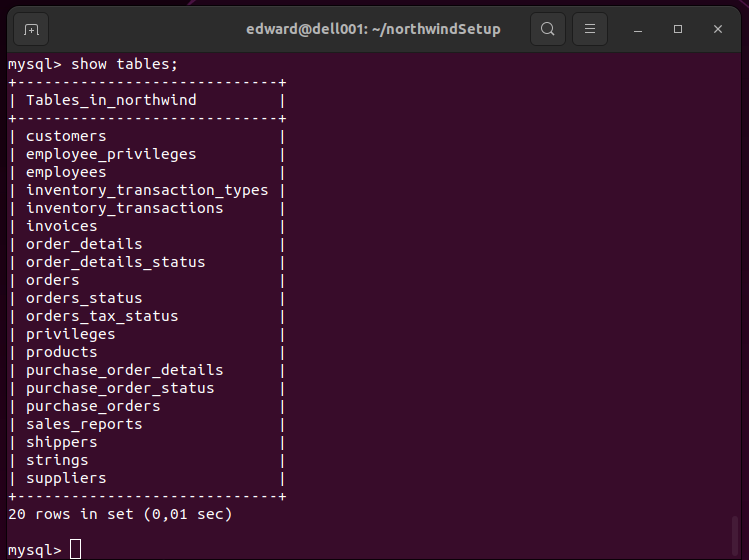 edward@dell001: ~/northwindSetup
mysql> show tables;
+-----------------------------+
| Tables_in_northwind         |
+-----------------------------+
| customers                   |
| employee_privileges         |
| employees                   |
| inventory_transaction_types |
| inventory_transactions      |
| invoices                    |
| order_details               |
| order_details_status        |
| orders                      |
| orders_status               |
| orders_tax_status           |
| privileges                  |
| products                    |
| purchase_order_details      |
| purchase_order_status       |
| purchase_orders             |
| sales_reports               |
| shippers                    |
| strings                     |
| suppliers                   |
+-----------------------------+
20 rows in set (0,01 sec)
mysql>